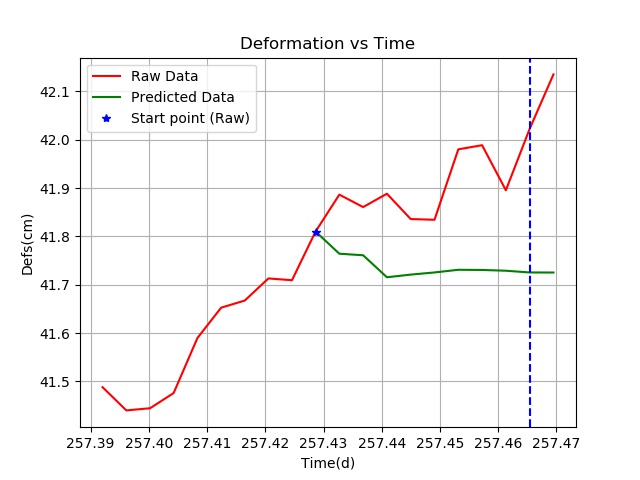 Deformation vs Time
Raw Data
Predicted Data
Start point (Raw)
Defs(cm)
42.1
42.0
41.9
41.8
41.7
41.6
41.5
257.39 257.40 257.41 257.42 257.43 257.44 257.45 257.46 257.47
Time(d)